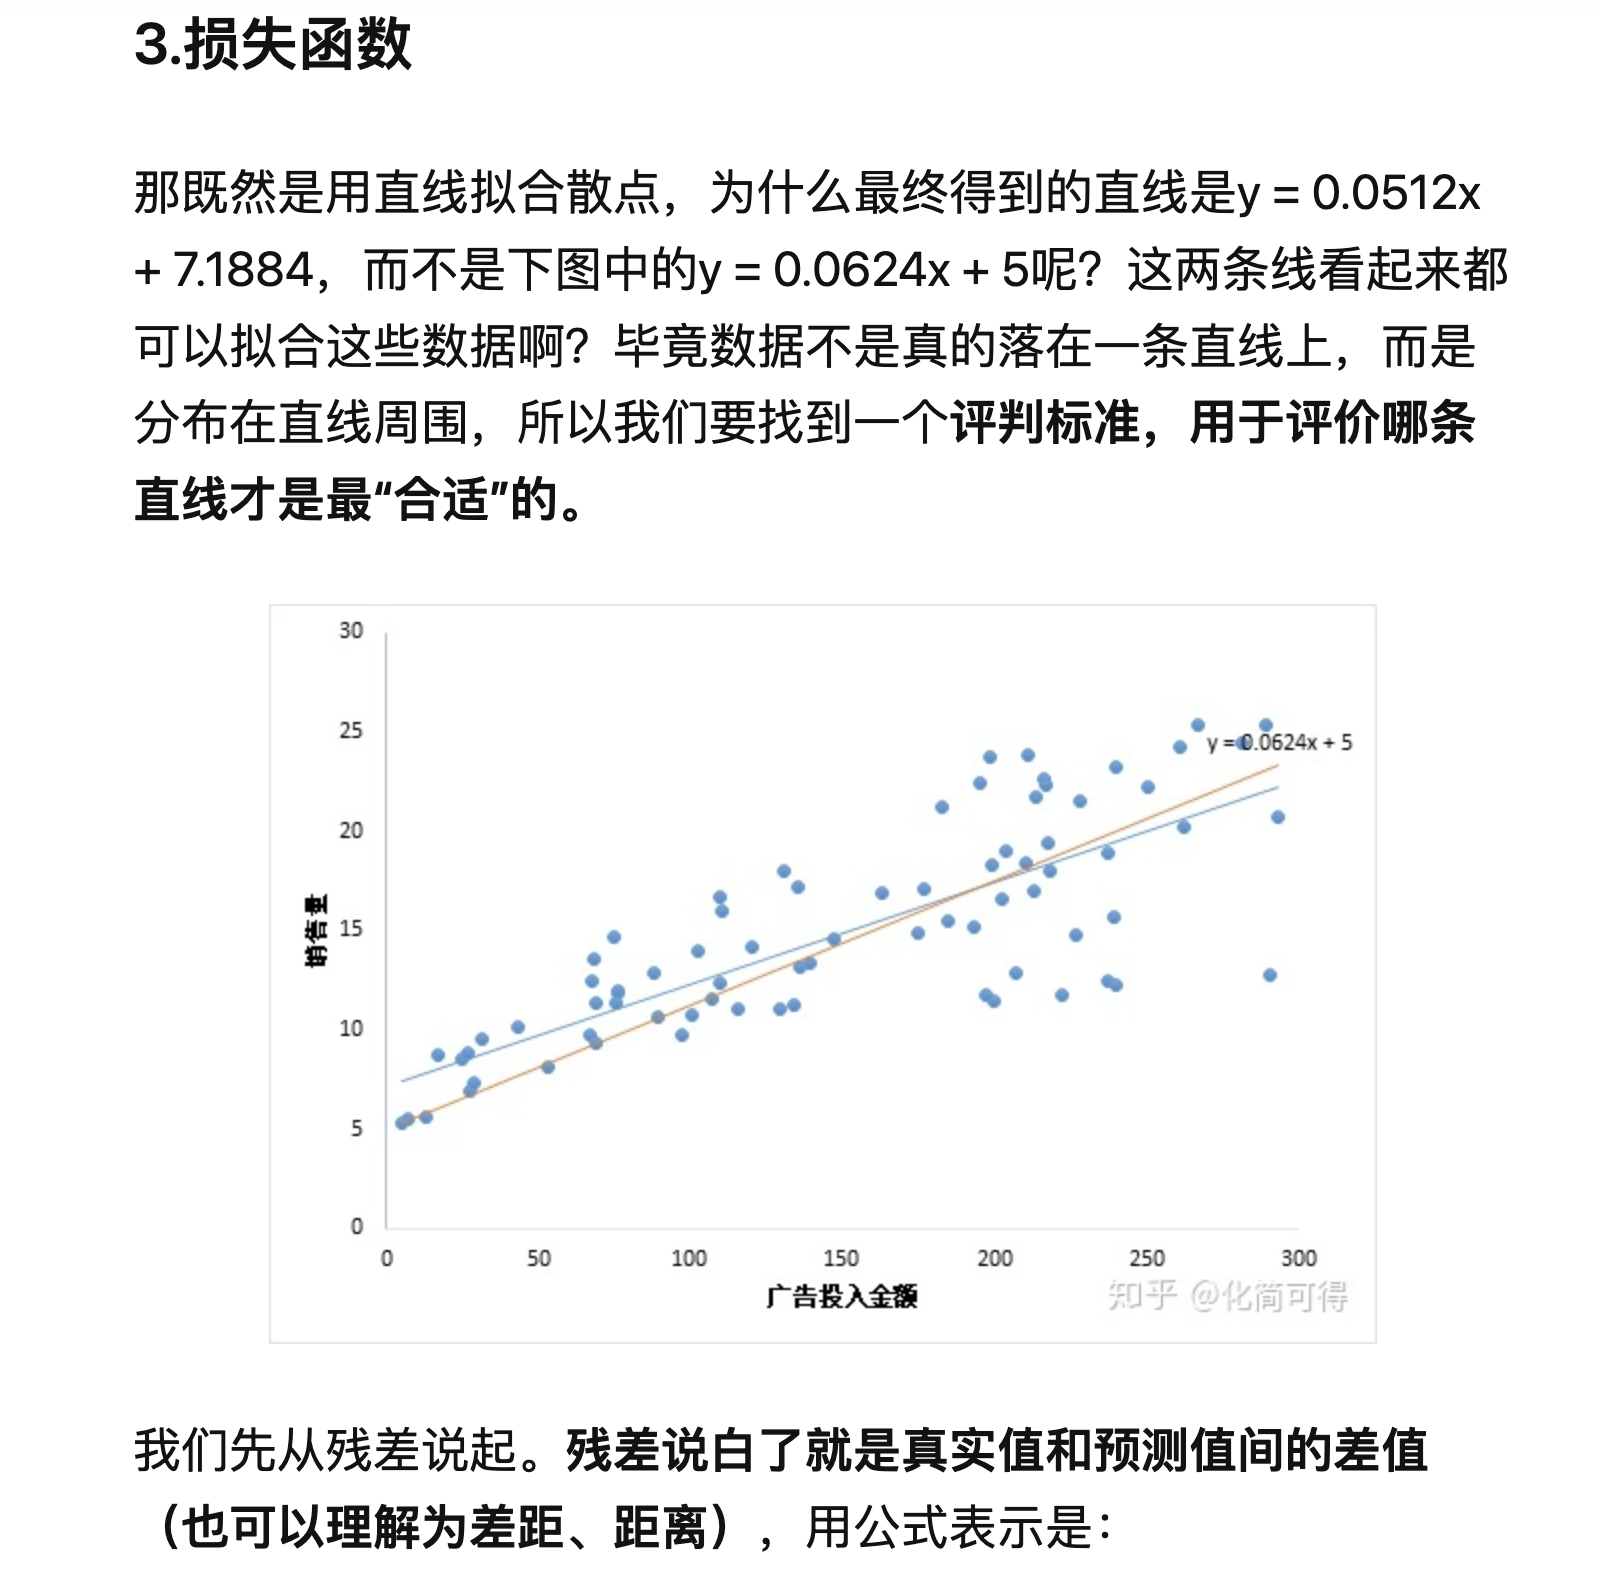 3.损失函数
那既然是用直线拟合散点，为什么最终得到的直线是y = 0.0512x
+ 7.1884，而不是下图中的y = 0.0624x + 5呢？这两条线看起来都
可以拟合这些数据啊？毕竟数据不是真的落在一条直线上，而是
分布在直线周围，所以我们要找到一个评判标准，用于评价哪条
直线才是最“合适”的。
30
25
y = 0.0624x + 5
20
销售量
15
10
5
0
0 50 100 150 200 250 300
广告投入金额
知乎 @化简可得
我们先从残差说起。残差说白了就是真实值和预测值间的差值
（也可以理解为差距、距离），用公式表示是：